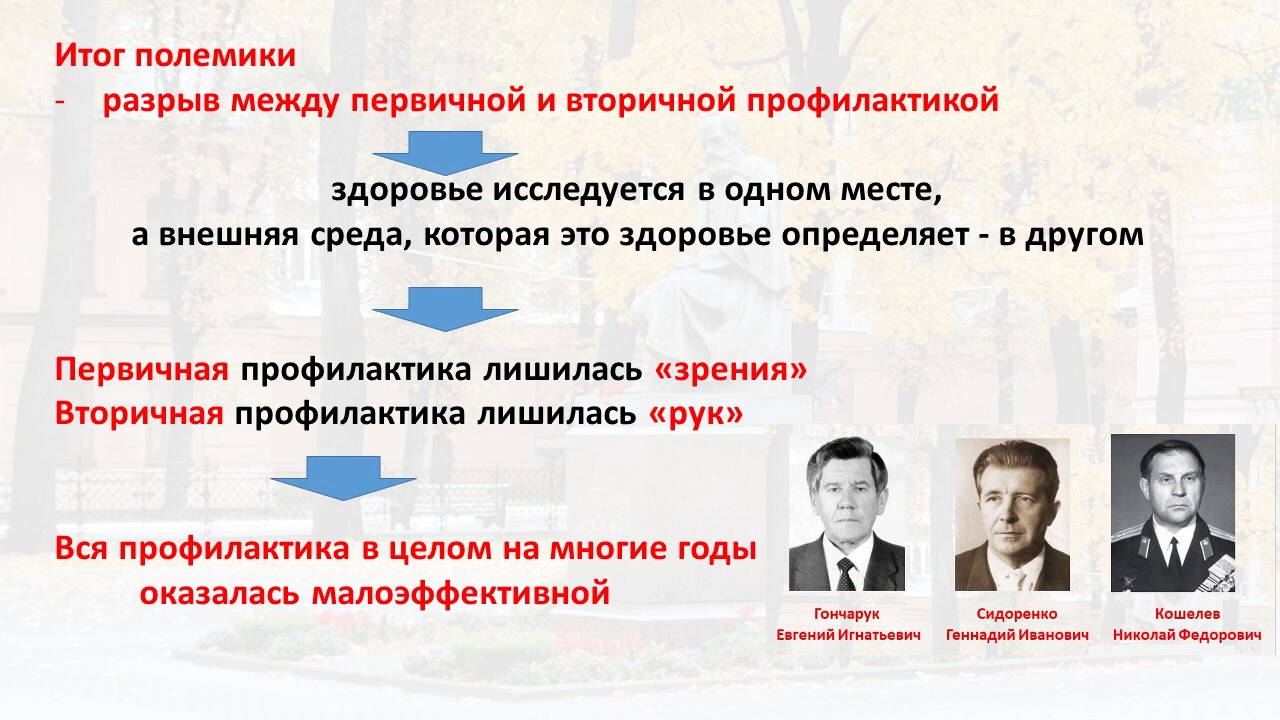 Итог полемики
- разрыв между первичной и вторичной профилактикой
здоровье исследуется в одном месте,
а внешняя среда, которая это здоровье определяет - в другом
Первичная профилактика лишилась «зрения»
Вторичная профилактика лишилась «рук»
Вся профилактика в целом на многие годы
оказалась малоэффективной
Гончарук
Евгений Игнатьевич
Сидоренко
Геннадий Иванович
Кошелев
Николай Федорович